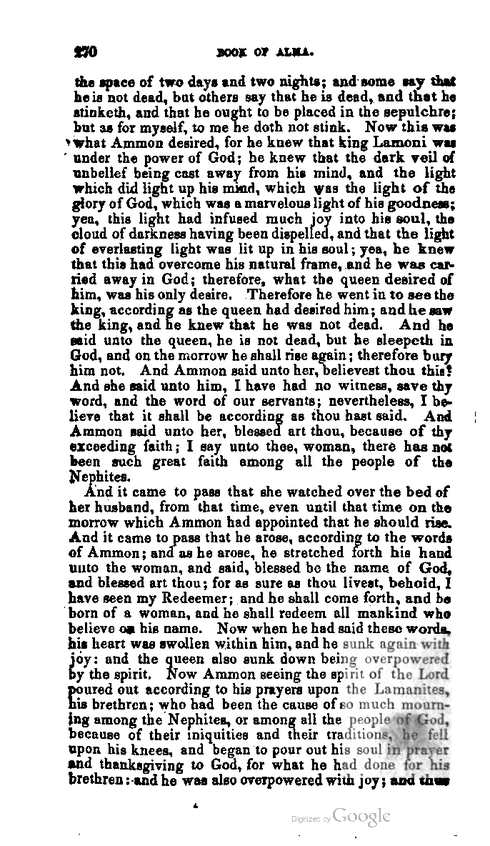 270 BOOK OF ALMA.
the space of two days and two nights; and some say that
he is not dead, but others say that he is dead, and that he
stinketh, and that he ought to be placed in the sepulchre;
but as for myself, to me he doth not stink. Now this was
what Ammon desired, for he knew that king Lamoni was
under the power of God; he knew that the dark veil of
unbelief being cast away from his mind, and the light
which did light up his mind, which was the light of the
glory of God, which was a marvelous light of his goodness;
yea, this light had infused much joy into his soul, the
cloud of darkness having been dispelled, and that the light
of everlasting light was lit up in his soul; yea, he knew
that this had overcome his natural frame, and he was car-
ried away in God; therefore, what the queen desired of
him, was his only desire. Therefore he went in to see the
king, according as the queen had desired him; and he saw
the king, and he knew that he was not dead. And he
said unto the queen, he is not dead, but he sleepeth in
God, and on the morrow he shall rise again; therefore bury
him not. And Ammon said unto her, believest thou this?
And she said unto him, I have had no witness, save thy
word, and the word of our servants; nevertheless, I be-
lieve that it shall be according as thou hast said. And
Ammon said unto her, blessed art thou, because of thy
exceeding faith; I say unto thee, woman, there has not
been such great faith among all the people of the
Nephites.
And it came to pass that she watched over the bed of
her husband, from that time, even until that time on the
morrow which Ammon had appointed that he should rise.
And it came to pass that he arose, according to the words
of Ammon; and as he arose, he stretched forth his hand
unto the woman, and said, blessed be the name of God,
and blessed art thou; for as sure as thou livest, behold, I
have seen my Redeemer; and he shall come forth, and be
born of a woman, and he shall redeem all mankind who
believe on his name. Now when he had said these words,
his heart was swollen within him, and he sunk again with
joy: and the queen also sunk down being overpowered
by the spirit. Now Ammon seeing the spirit of the Lord
poured out according to his prayers upon the Lamanites,
his brethren; who had been the cause of so much mourn-
ing among the Nephites, or among all the people of God,
because of their iniquities and their traditions, he fell
upon his knees, and began to pour out his soul in prayer
and thanksgiving to God, for what he had done for his
brethren: and he was also overpowered with joy; and thus
Digitized by Google